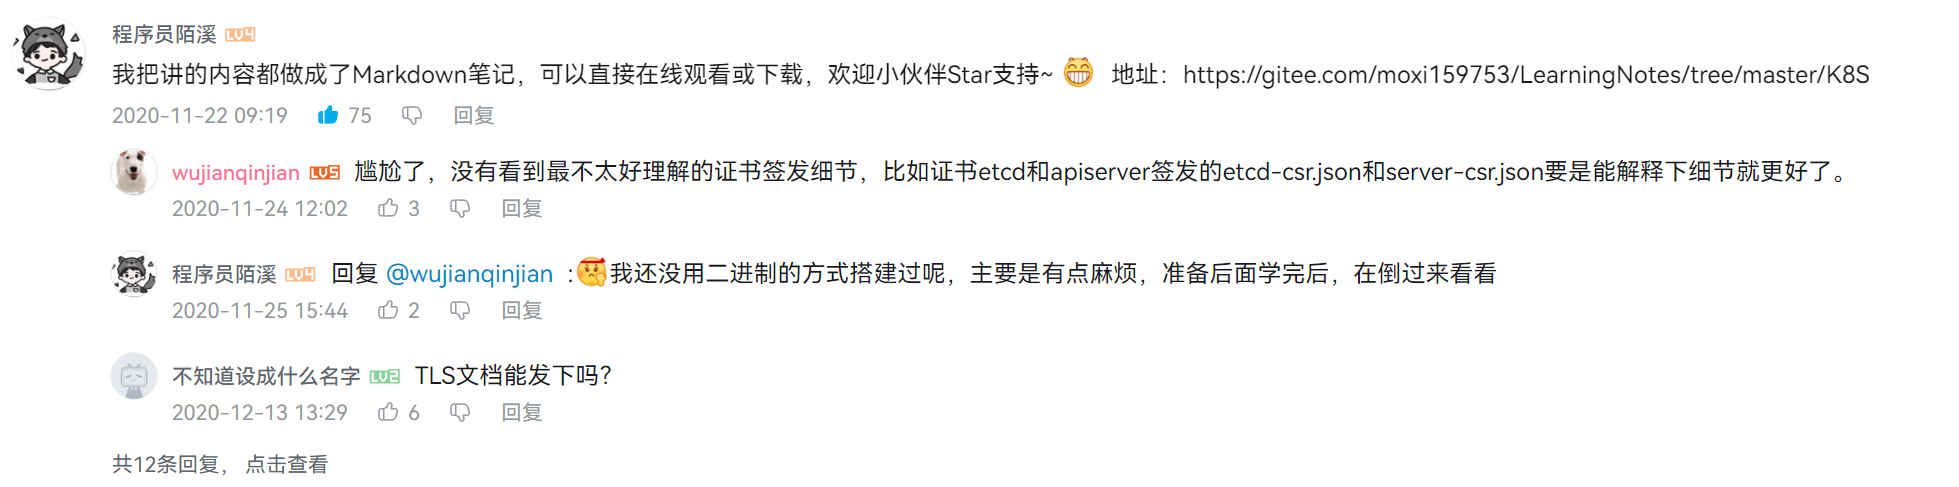 程序员陌溪 LV4
我把讲的内容都做成了Markdown笔记，可以直接在线观看或下载，欢迎小伙伴Star支持~ 😁 地址：https://gitee.com/moxi159753/LearningNotes/tree/master/K8S
2020-11-22 09:19 75 回复
wujianqinjian LV5 尴尬了，没有看到最不太好理解的证书签发细节，比如证书etcd和apiserver签发的etcd-csr.json和server-csr.json要是能解释下细节就更好了。
2020-11-24 12:02 3 回复
程序员陌溪 LV4 回复 @wujianqinjian :我还没用二进制的方式搭建过呢，主要是有点麻烦，准备后面学完后，在倒过来看看
2020-11-25 15:44 2 回复
不知道设成什么名字 LV2 TLS文档能发下吗?
2020-12-13 13:29 6 回复
共12条回复，点击查看